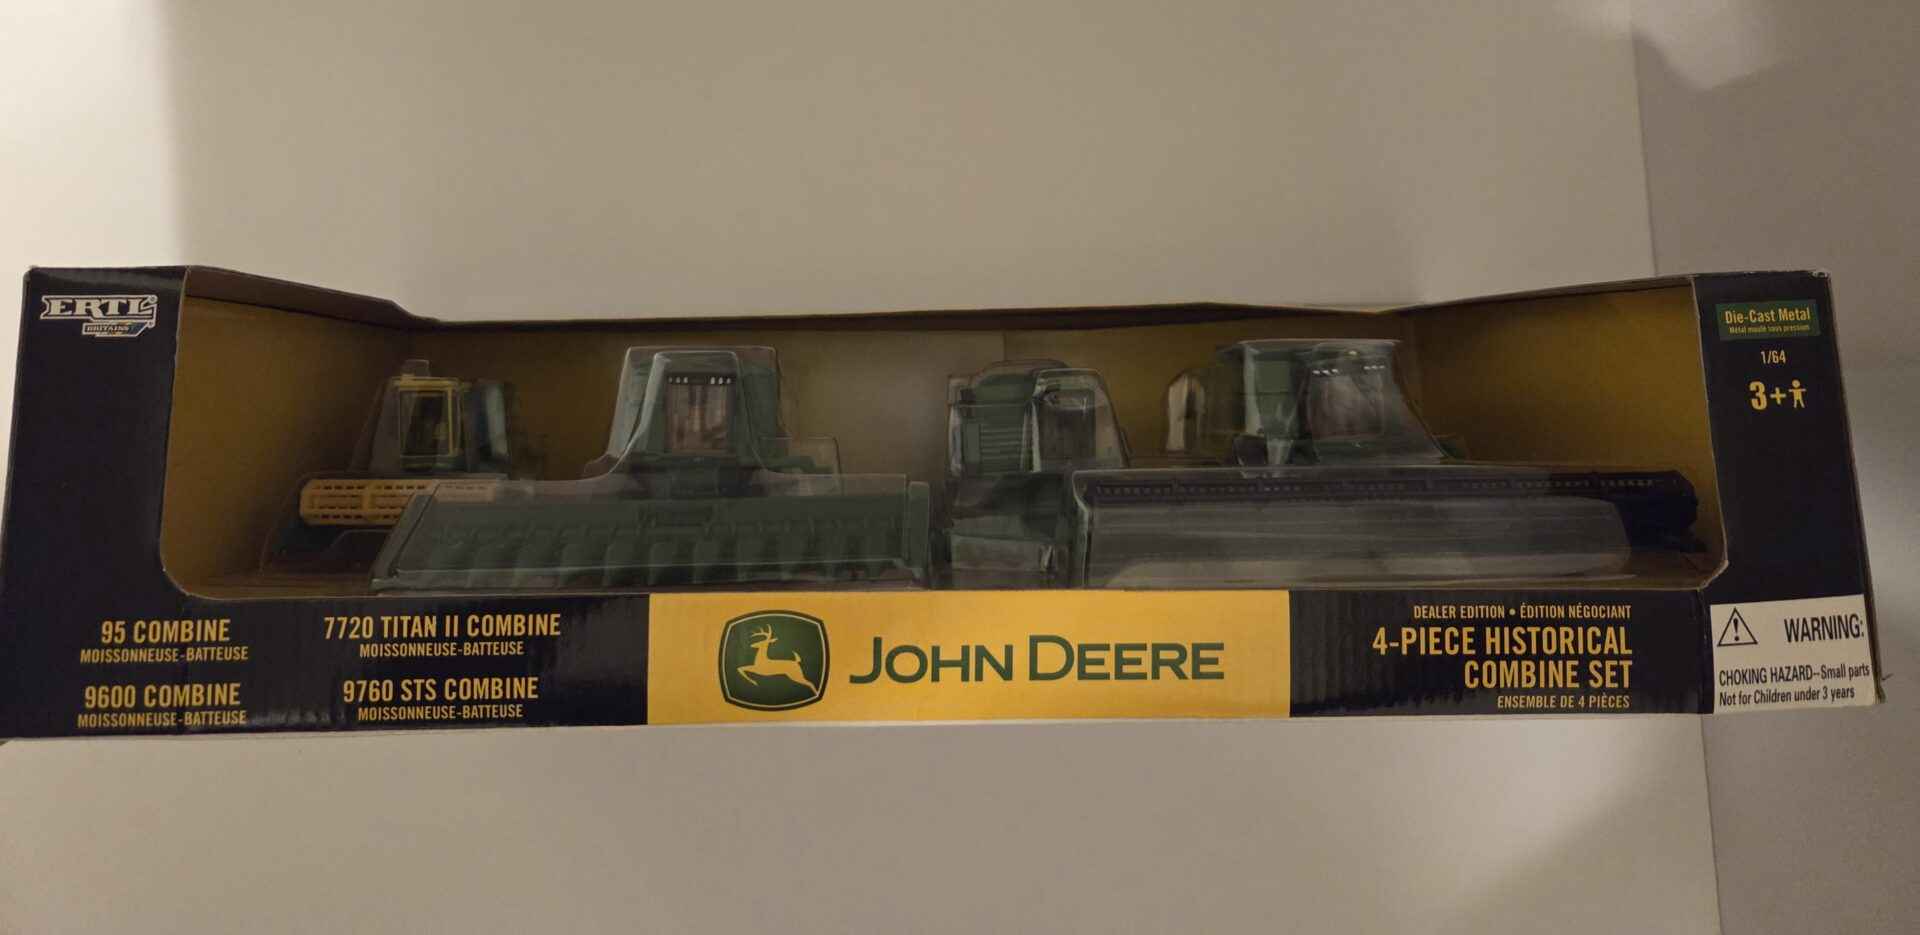 ERTL
BRITAINS
Die-Cast Metal
Métal moulé sous pression
1/64
3+
95 COMBINE
MOISSONNEUSE-BATTEUSE
7720 TITAN II COMBINE
MOISSONNEUSE-BATTEUSE
9600 COMBINE
MOISSONNEUSE-BATTEUSE
9760 STS COMBINE
MOISSONNEUSE-BATTEUSE
JOHN DEERE
DEALER EDITION • ÉDITION NÉGOCIANT
4-PIECE HISTORICAL
COMBINE SET
ENSEMBLE DE 4 PIÈCES
WARNING:
CHOKING HAZARD--Small parts
Not for Children under 3 years